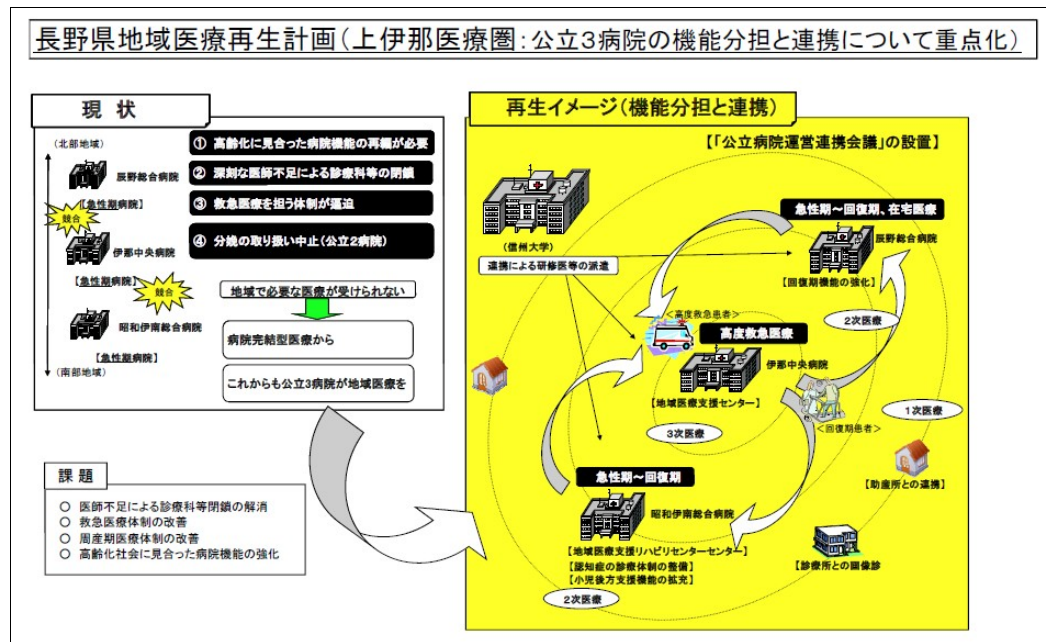 長野県地域医療再生計画(上伊那医療圏:公立3病院の機能分担と連携について重点化)
現 状
(北部地域)
辰野総合病院
【急性期病院】
競合
伊那中央病院
【急性期病院】
競合
昭和伊南総合病院
【急性期病院】
(南部地域)
① 高齢化に見合った病院機能の再編が必要
② 深刻な医師不足による診療科等の閉鎖
③ 救急医療を担う体制が逼迫
④ 分娩の取り扱い中止(公立2病院)
地域で必要な医療が受けられない
病院完結型医療から
これからも公立3病院が地域医療を
課 題
○ 医師不足による診療科等閉鎖の解消
○ 救急医療体制の改善
○ 周産期医療体制の改善
○ 高齢化社会に見合った病院機能の強化
再生イメージ(機能分担と連携)
【「公立病院運営連携会議」の設置】
(信州大学)
連携による研修医等の派遣
急性期~回復期、在宅医療
辰野総合病院
【回復期機能の強化】
2次医療
<高度救急患者>
高度救急医療
伊那中央病院
【地域医療支援センター】
3次医療
<回復期患者>
1次医療
【助産所との連携】
急性期~回復期
昭和伊南総合病院
【地域医療支援リハビリセンターセンター】
【認知症の診療体制の整備】
【小児後方支援機能の拡充】
2次医療
【診療所との画像診